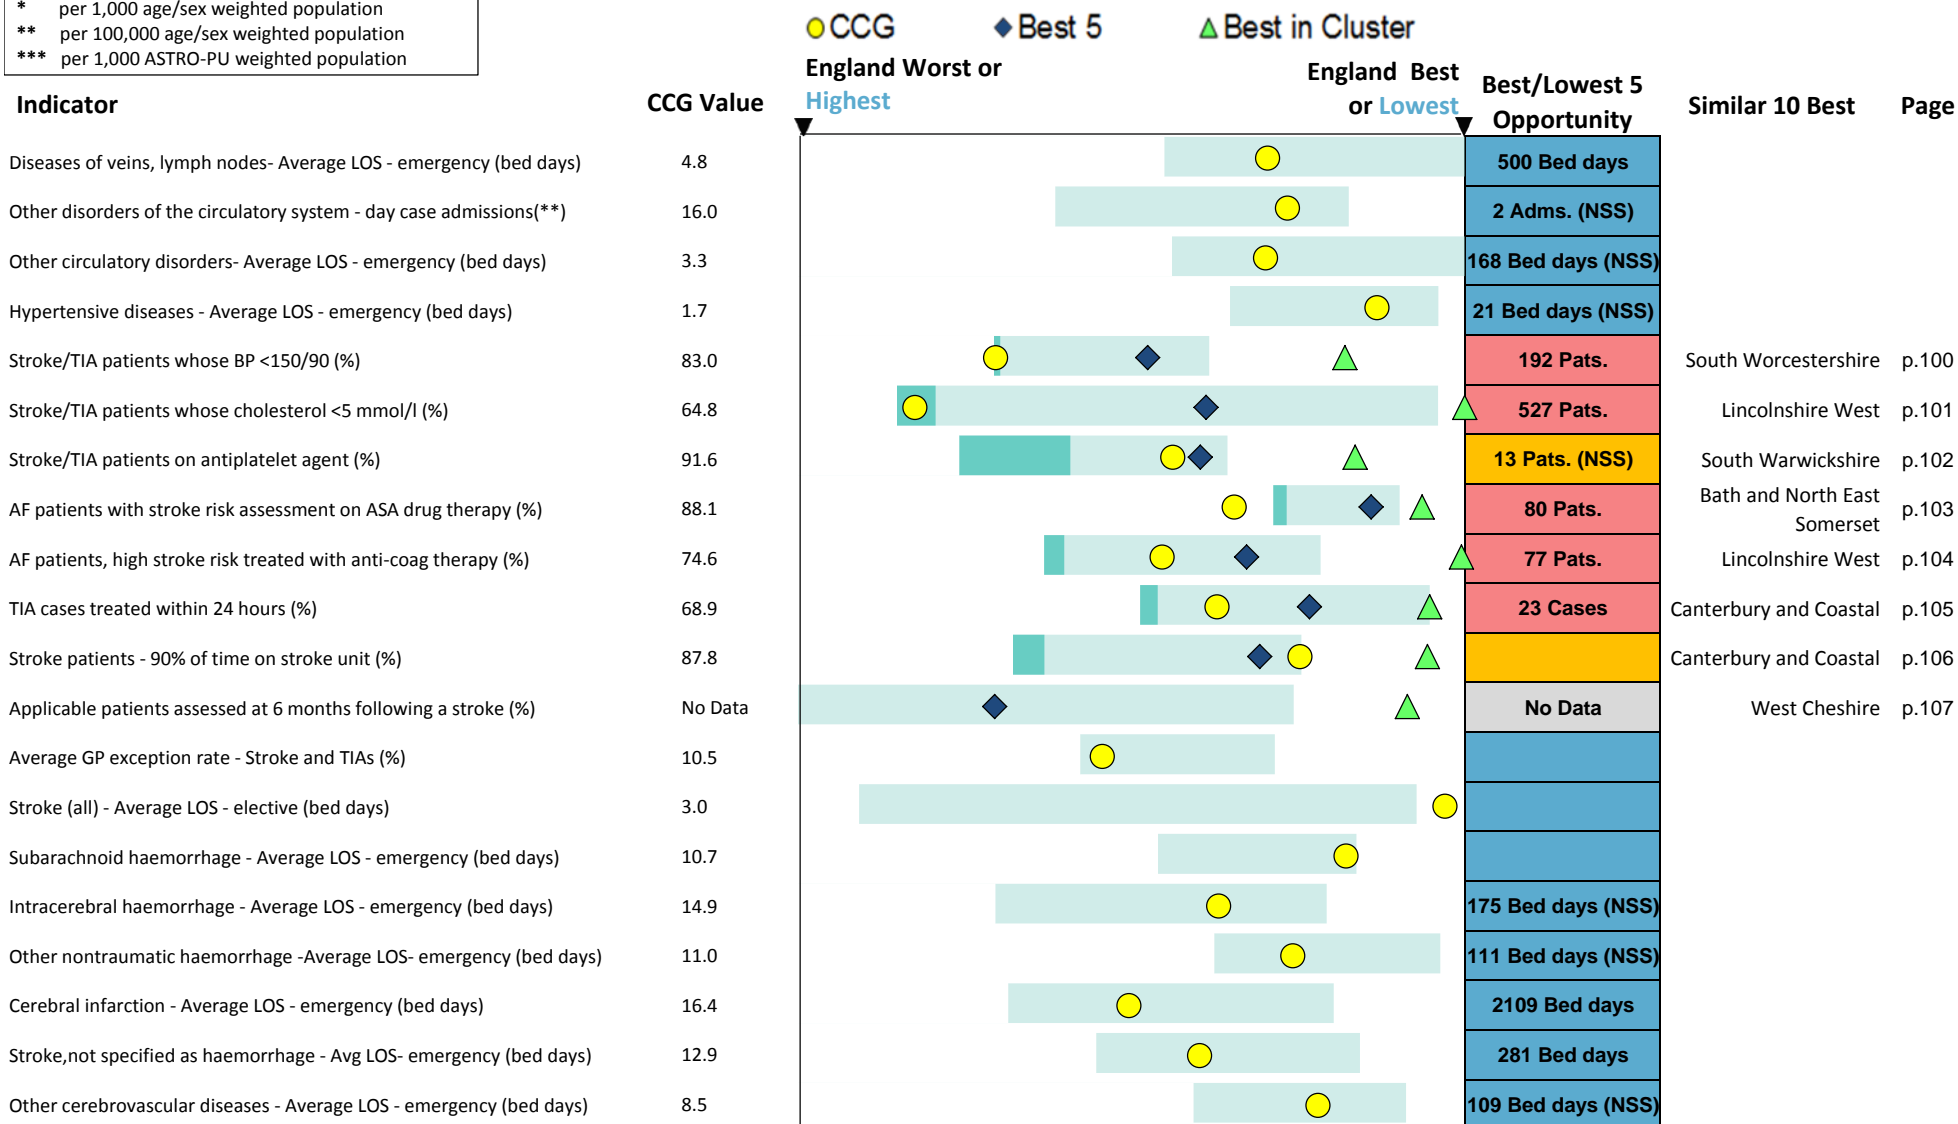 * per 1,000 age/sex weighted population
** per 100,000 age/sex weighted population
*** per 1,000 ASTRO-PU weighted population
CCG Best 5 Best in Cluster
England Worst or Highest
England Best or Lowest
Indicator CCG Value Best/Lowest 5 Opportunity Similar 10 Best Page
Diseases of veins, lymph nodes- Average LOS - emergency (bed days) 4.8 500 Bed days
Other disorders of the circulatory system - day case admissions(**) 16.0 2 Adms. (NSS)
Other circulatory disorders- Average LOS - emergency (bed days) 3.3 168 Bed days (NSS)
Hypertensive diseases - Average LOS - emergency (bed days) 1.7 21 Bed days (NSS)
Stroke/TIA patients whose BP <150/90 (%) 83.0 192 Pats. South Worcestershire p.100
Stroke/TIA patients whose cholesterol <5 mmol/l (%) 64.8 527 Pats. Lincolnshire West p.101
Stroke/TIA patients on antiplatelet agent (%) 91.6 13 Pats. (NSS) South Warwickshire p.102
AF patients with stroke risk assessment on ASA drug therapy (%) 88.1 80 Pats. Bath and North East Somerset p.103
AF patients, high stroke risk treated with anti-coag therapy (%) 74.6 77 Pats. Lincolnshire West p.104
TIA cases treated within 24 hours (%) 68.9 23 Cases Canterbury and Coastal p.105
Stroke patients - 90% of time on stroke unit (%) 87.8 Canterbury and Coastal p.106
Applicable patients assessed at 6 months following a stroke (%) No Data No Data West Cheshire p.107
Average GP exception rate - Stroke and TIAs (%) 10.5
Stroke (all) - Average LOS - elective (bed days) 3.0
Subarachnoid haemorrhage - Average LOS - emergency (bed days) 10.7
Intracerebral haemorrhage - Average LOS - emergency (bed days) 14.9 175 Bed days (NSS)
Other nontraumatic haemorrhage -Average LOS- emergency (bed days) 11.0 111 Bed days (NSS)
Cerebral infarction - Average LOS - emergency (bed days) 16.4 2109 Bed days
Stroke,not specified as haemorrhage - Avg LOS- emergency (bed days) 12.9 281 Bed days
Other cerebrovascular diseases - Average LOS - emergency (bed days) 8.5 109 Bed days (NSS)